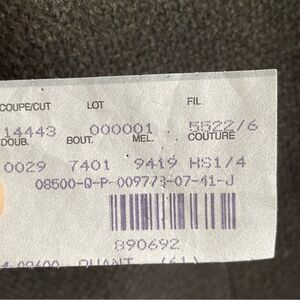 COUPE/CUT LOT FIL
14443 000001 5522/6
DOUB. BOUT. MEL. COUTURE
0029 7401 9419 HS1/4
08500-Q-P-009773-07-41-J
890692